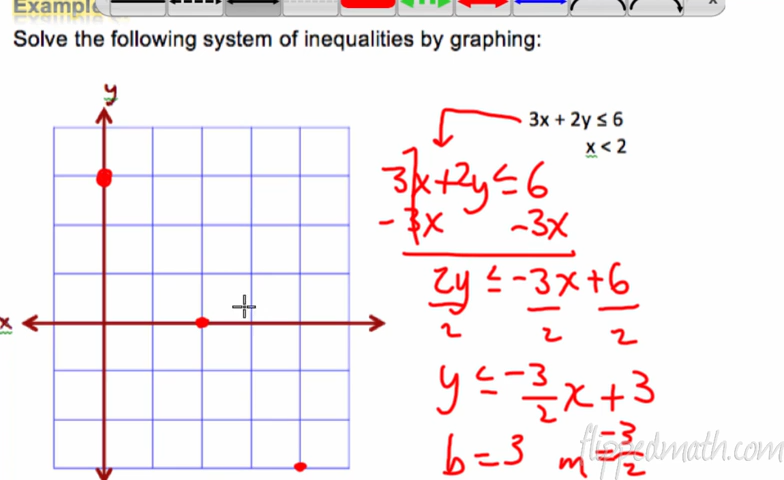 Example
Solve the following system of inequalities by graphing:
y
3x + 2y ≤ 6
x < 2
3x+2y≤6
-3x -3x
2y ≤ -3x+6
2 2 2
x
y ≤ -3/2 x + 3
b=3 m=-3/2
flippedmath.com